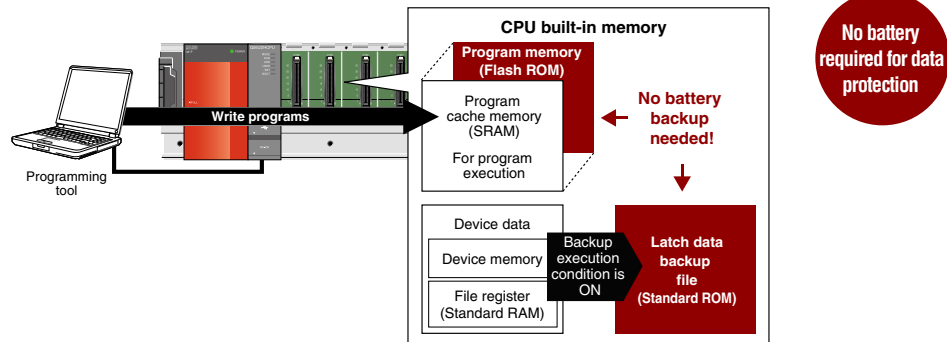 CPU built-in memory
No battery
required for data
protection
Program memory
(Flash ROM)
Program
cache memory
(SRAM)
For program
execution
No battery
backup
needed!
Write programs
Programming
tool
Device data
Device memory
File register
(Standard RAM)
Backup
execution
condition is
ON
Latch data
backup
file
(Standard ROM)